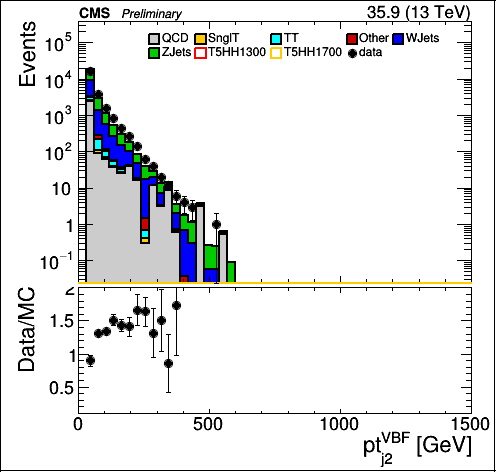 CMS Preliminary 35.9 (13 TeV)
Events
QCD SnglT TT Other WJets
ZJets T5HH1300 T5HH1700 data
10^5
10^4
10^3
10^2
10
1
10^−1
Data/MC
2
1.5
1
0.5
0 500 1000 1500
pt_j2^VBF [GeV]